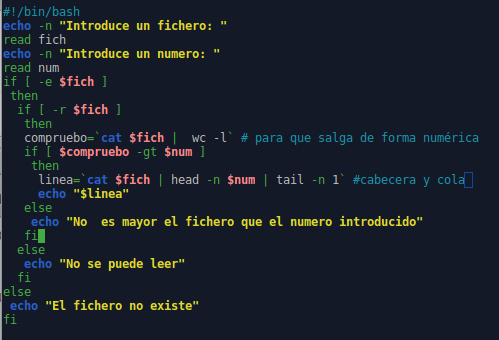 #!/bin/bash
echo -n "Introduce un fichero: "
read fich
echo -n "Introduce un numero: "
read num
if [ -e $fich ]
 then
  if [ -r $fich ]
   then
   compruebo=`cat $fich |  wc -l` # para que salga de forma numérica
   if [ $compruebo -gt $num ]
    then
     linea=`cat $fich | head -n $num | tail -n 1` #cabecera y cola
     echo "$linea"
   else
    echo "No  es mayor el fichero que el numero introducido"
   fi
  else
   echo "No se puede leer"
  fi
else
 echo "El fichero no existe"
fi